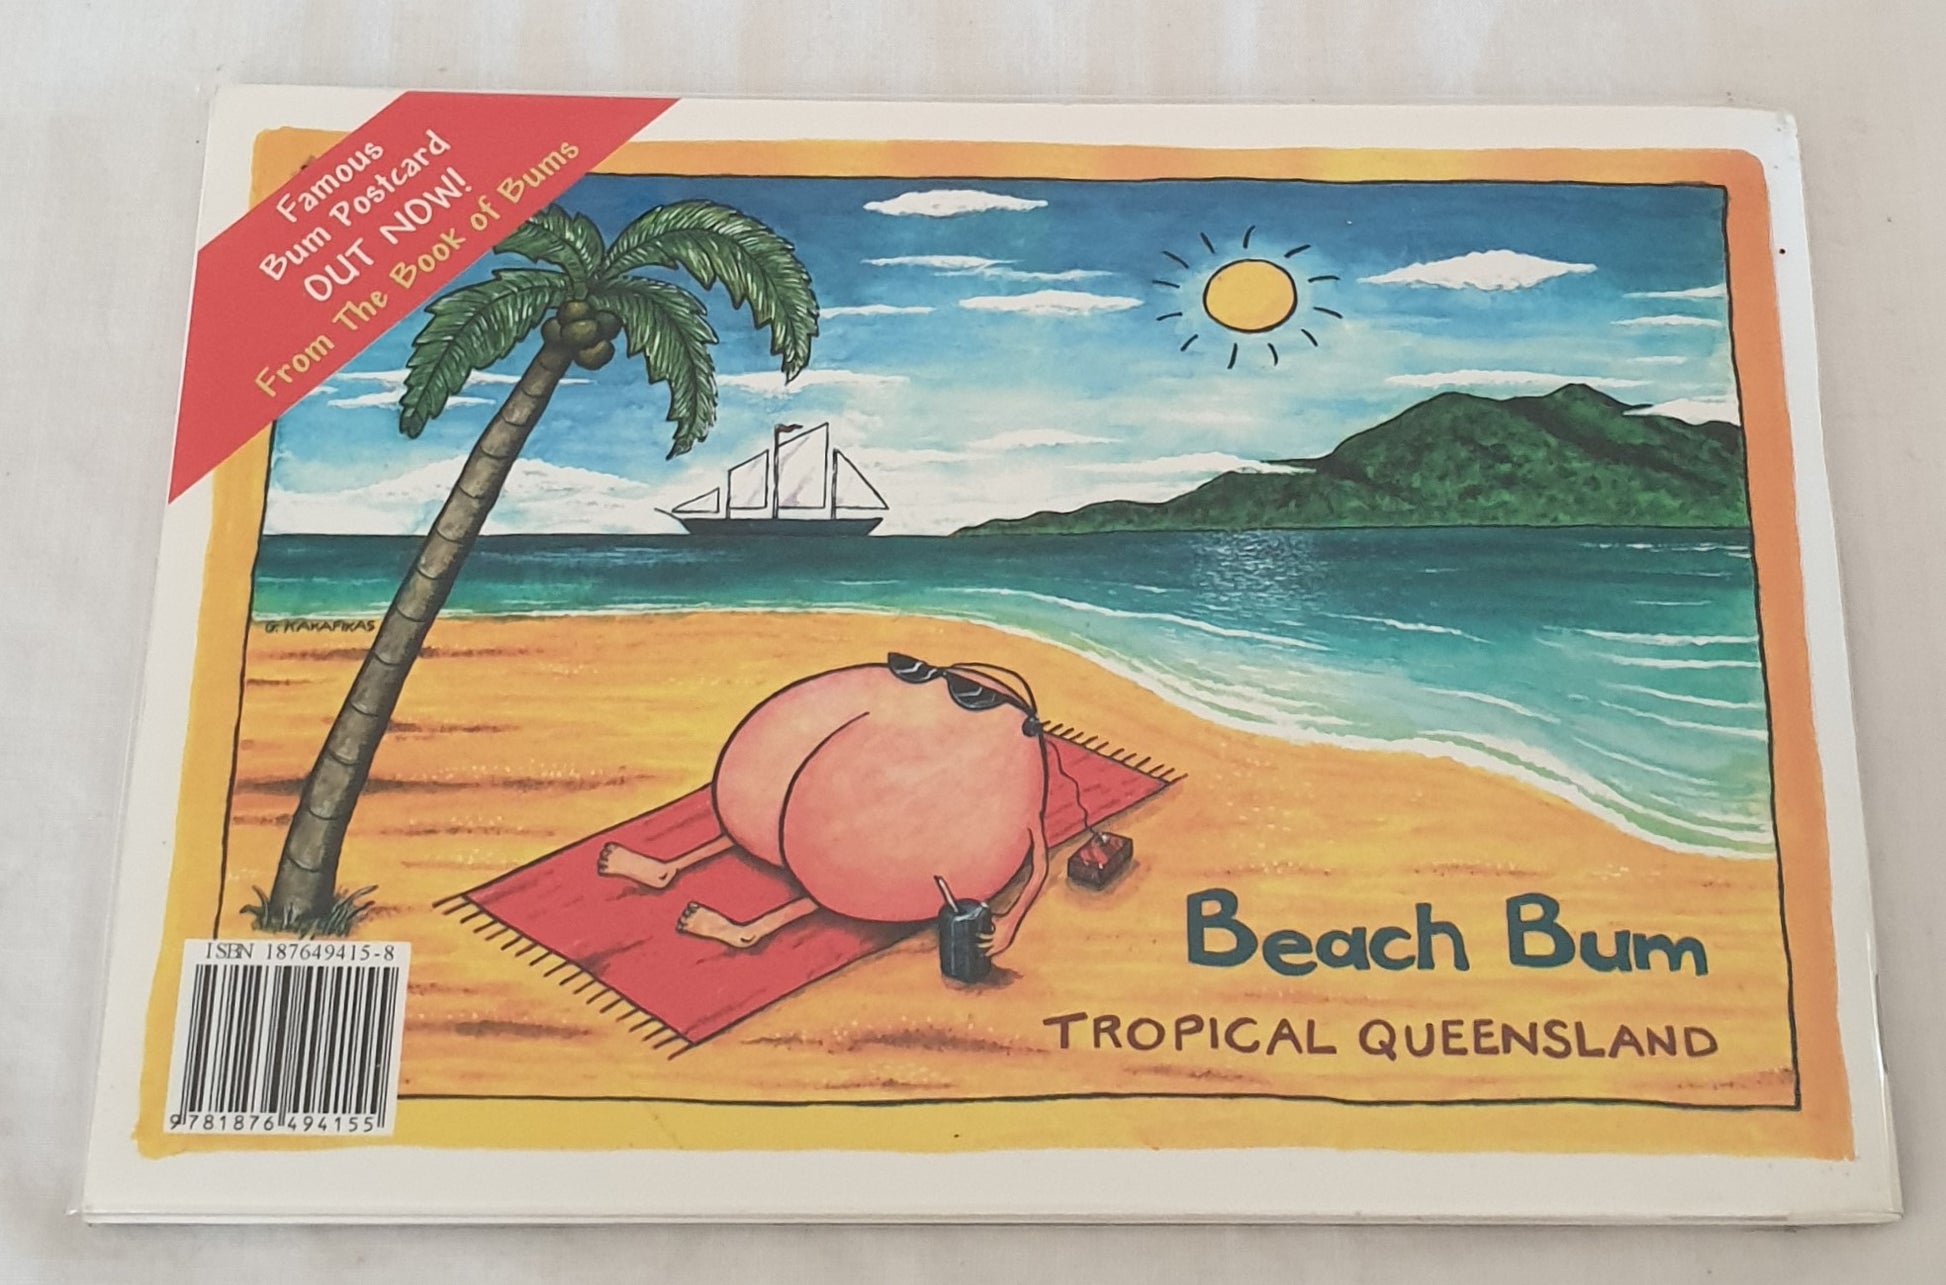 Famous
Bum Postcard
OUT NOW!
From The Book of Bums
G. KAKAFIKAS
Beach Bum
TROPICAL QUEENSLAND
ISBN 187649415-8
9781876494155